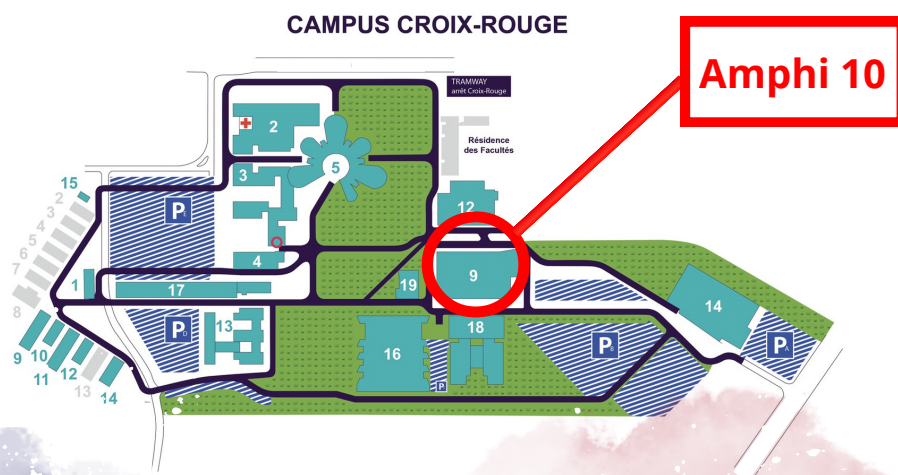 CAMPUS CROIX-ROUGE
Amphi 10
TRAMWAY
arrêt Croix-Rouge
Résidence
des Facultés
2
3
5
12
15
2
3
4
5
6
7
8
P E
4
9
1
17
19
14
13
P D
18
16
P B
P A
P
9
10
11
12
13
14